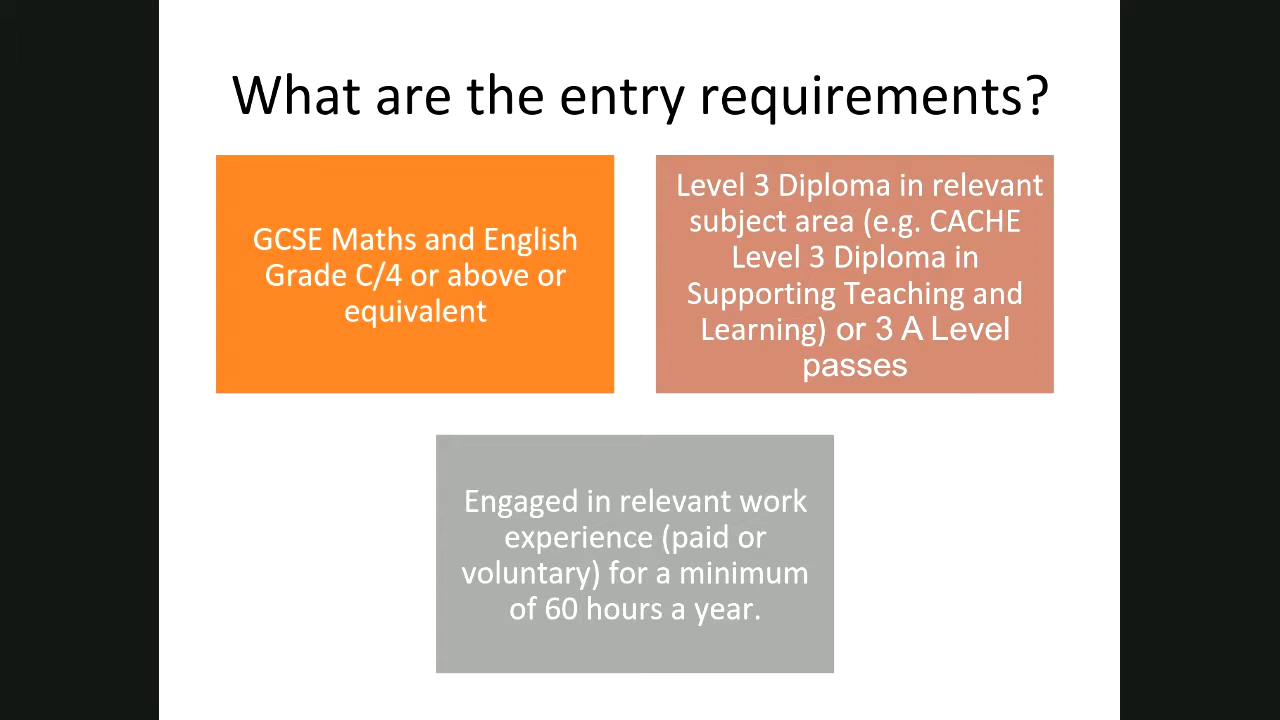 What are the entry requirements?
GCSE Maths and English
Grade C/4 or above or
equivalent
Level 3 Diploma in relevant
subject area (e.g. CACHE
Level 3 Diploma in
Supporting Teaching and
Learning) or 3 A Level
passes
Engaged in relevant work
experience (paid or
voluntary) for a minimum
of 60 hours a year.